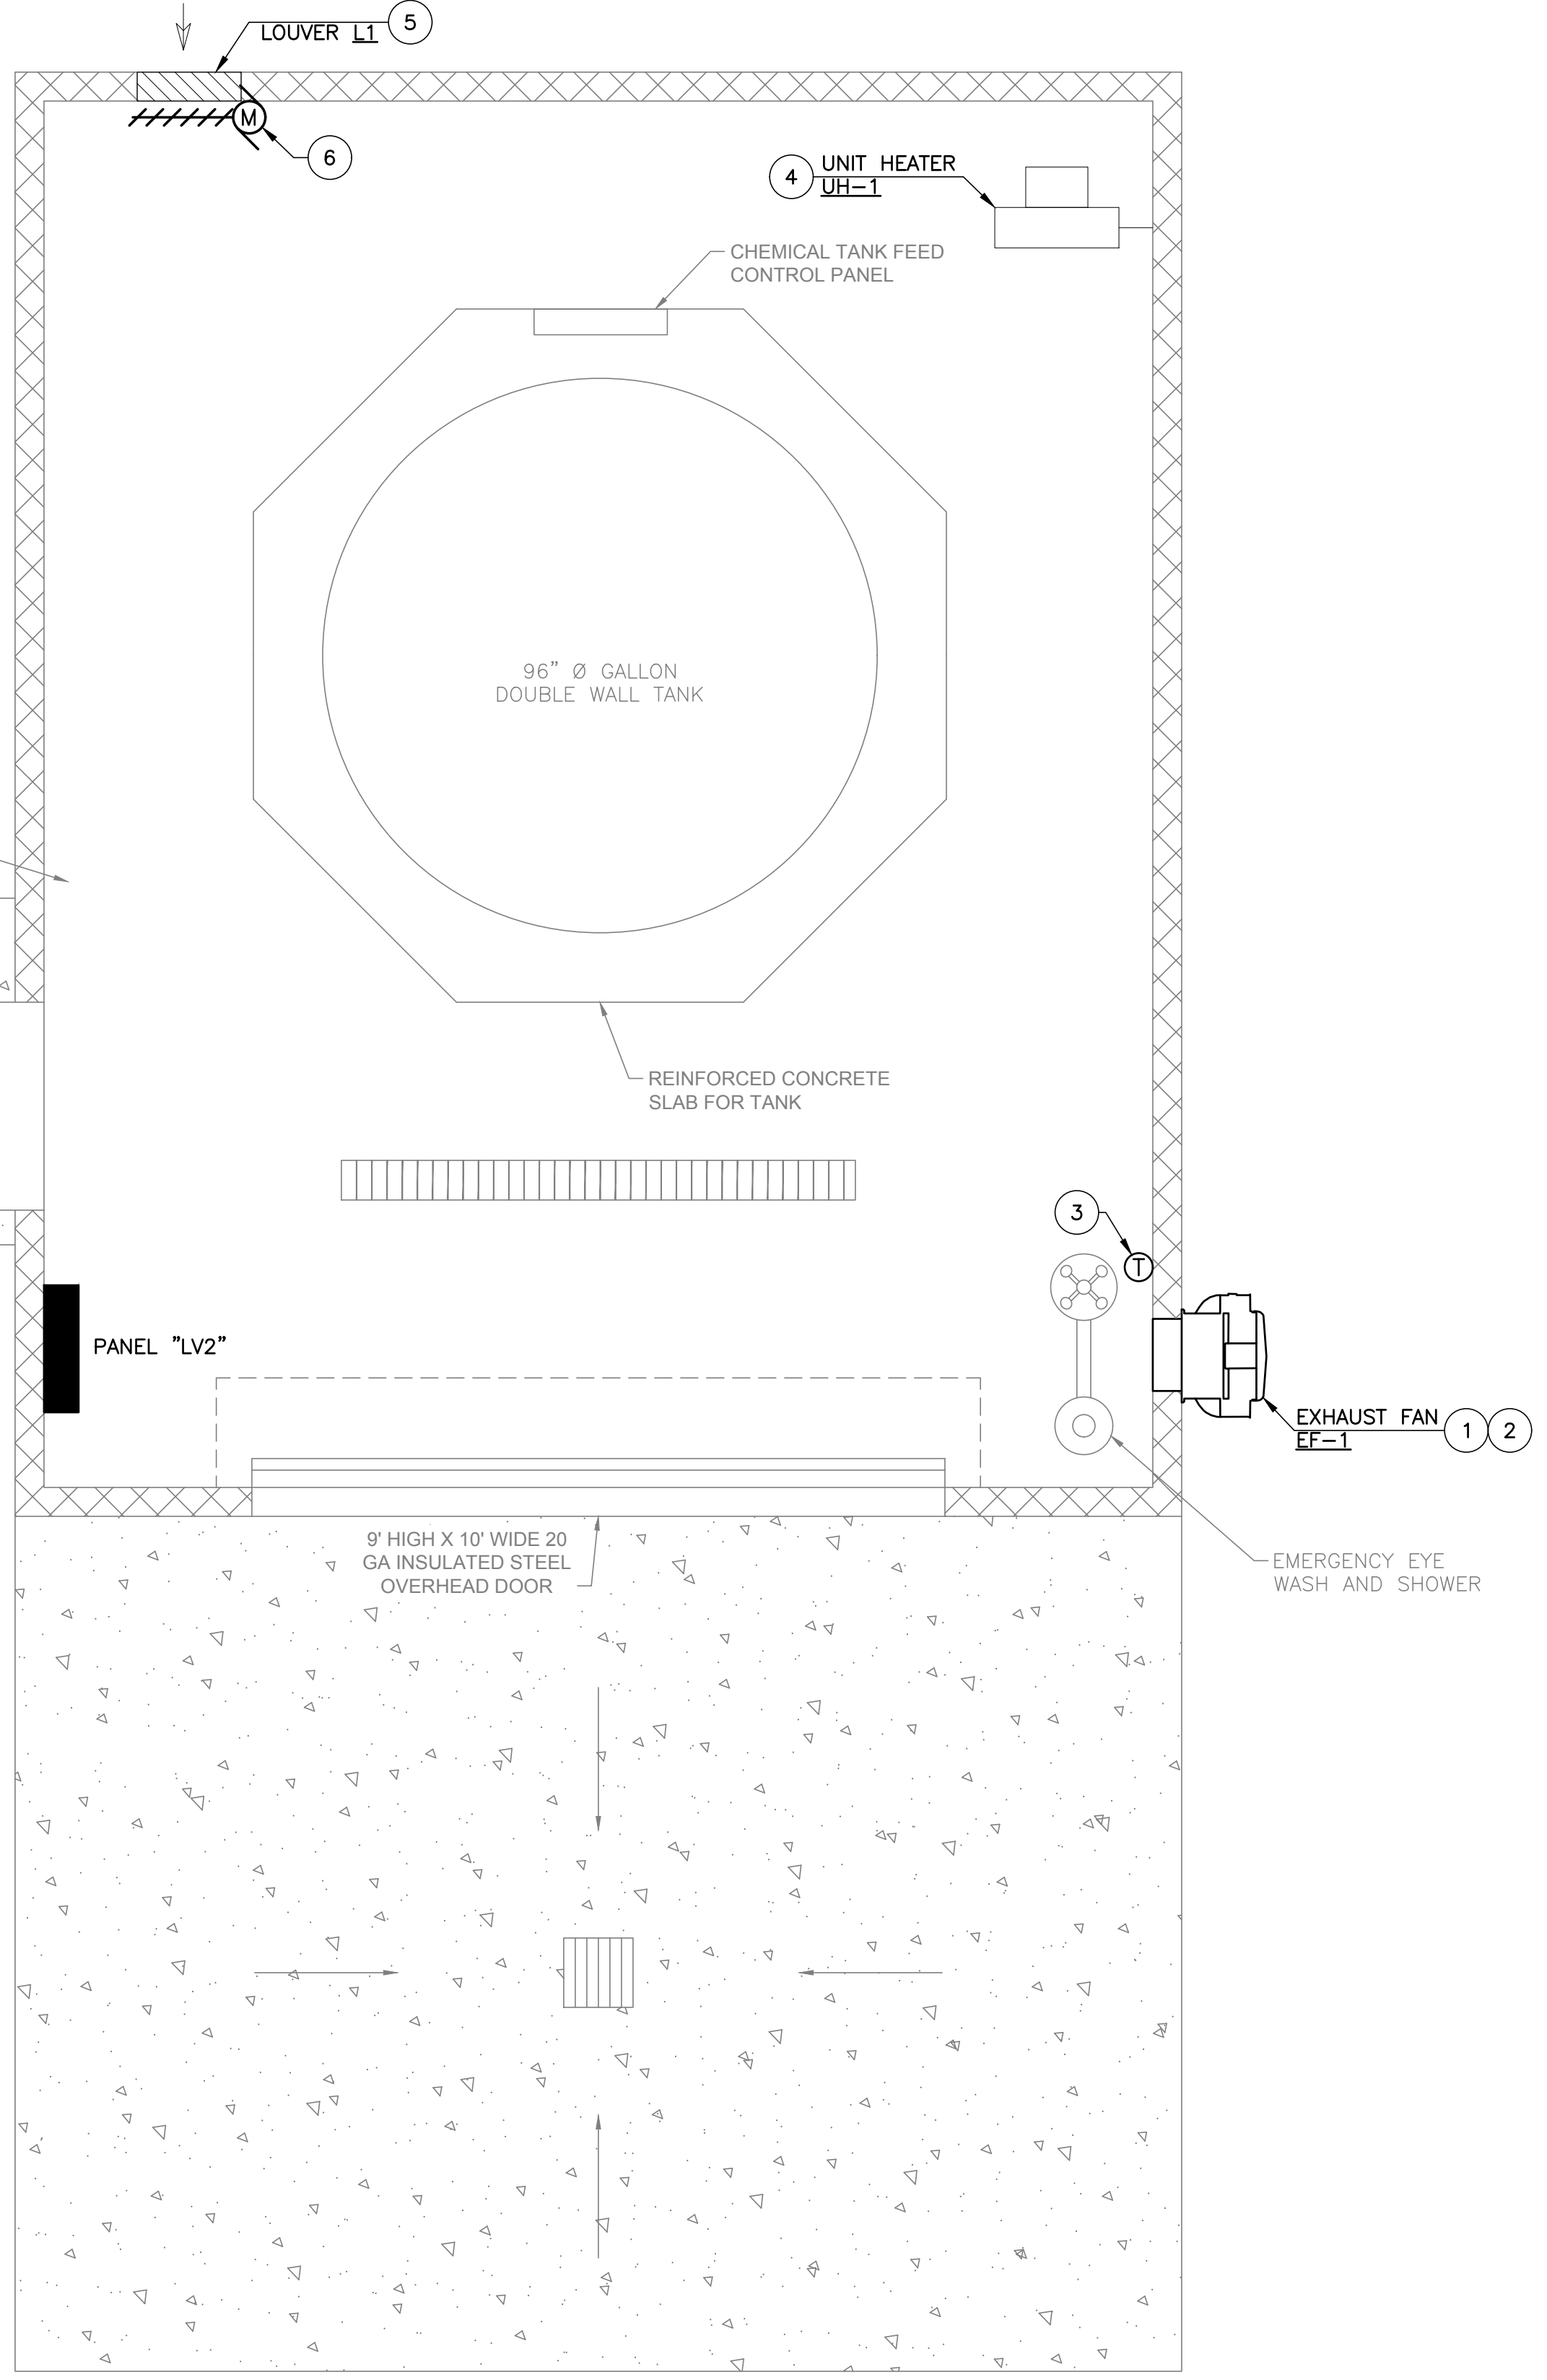 LOUVER L1
5
M
6
4
UNIT HEATER
UH-1
CHEMICAL TANK FEED
CONTROL PANEL
96" Ø GALLON
DOUBLE WALL TANK
REINFORCED CONCRETE
SLAB FOR TANK
3
T
PANEL "LV2"
EXHAUST FAN
EF-1
1
2
9' HIGH X 10' WIDE 20
GA INSULATED STEEL
OVERHEAD DOOR
EMERGENCY EYE
WASH AND SHOWER